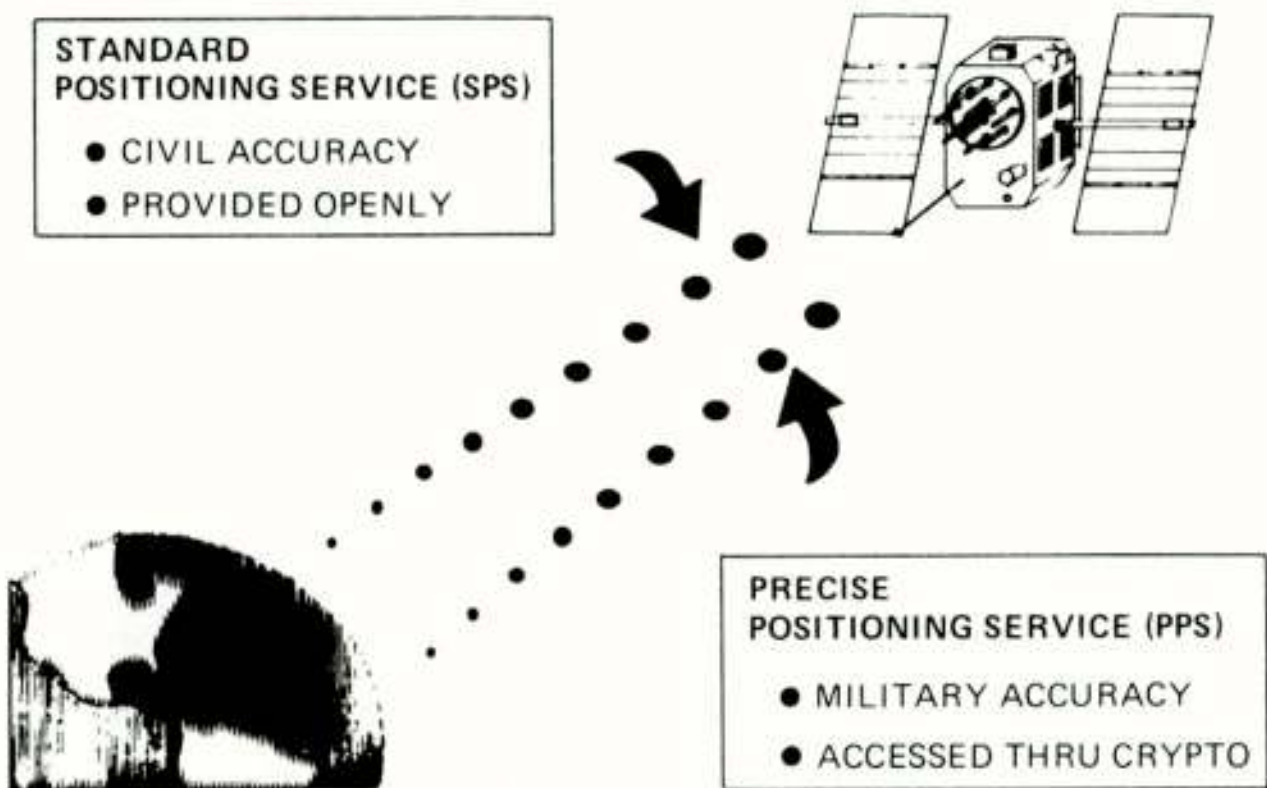 STANDARD
POSITIONING SERVICE (SPS)
● CIVIL ACCURACY
● PROVIDED OPENLY
PRECISE
POSITIONING SERVICE (PPS)
● MILITARY ACCURACY
● ACCESSED THRU CRYPTO